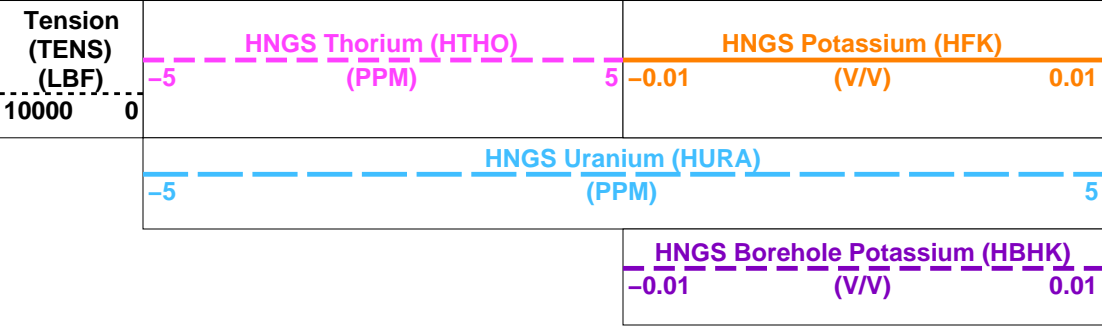 Tension
(TENS)
(LBF)
10000 0
HNGS Thorium (HTHO)
−5 (PPM) 5
HNGS Potassium (HFK)
−0.01 (V/V) 0.01
HNGS Uranium (HURA)
−5 (PPM) 5
HNGS Borehole Potassium (HBHK)
−0.01 (V/V) 0.01